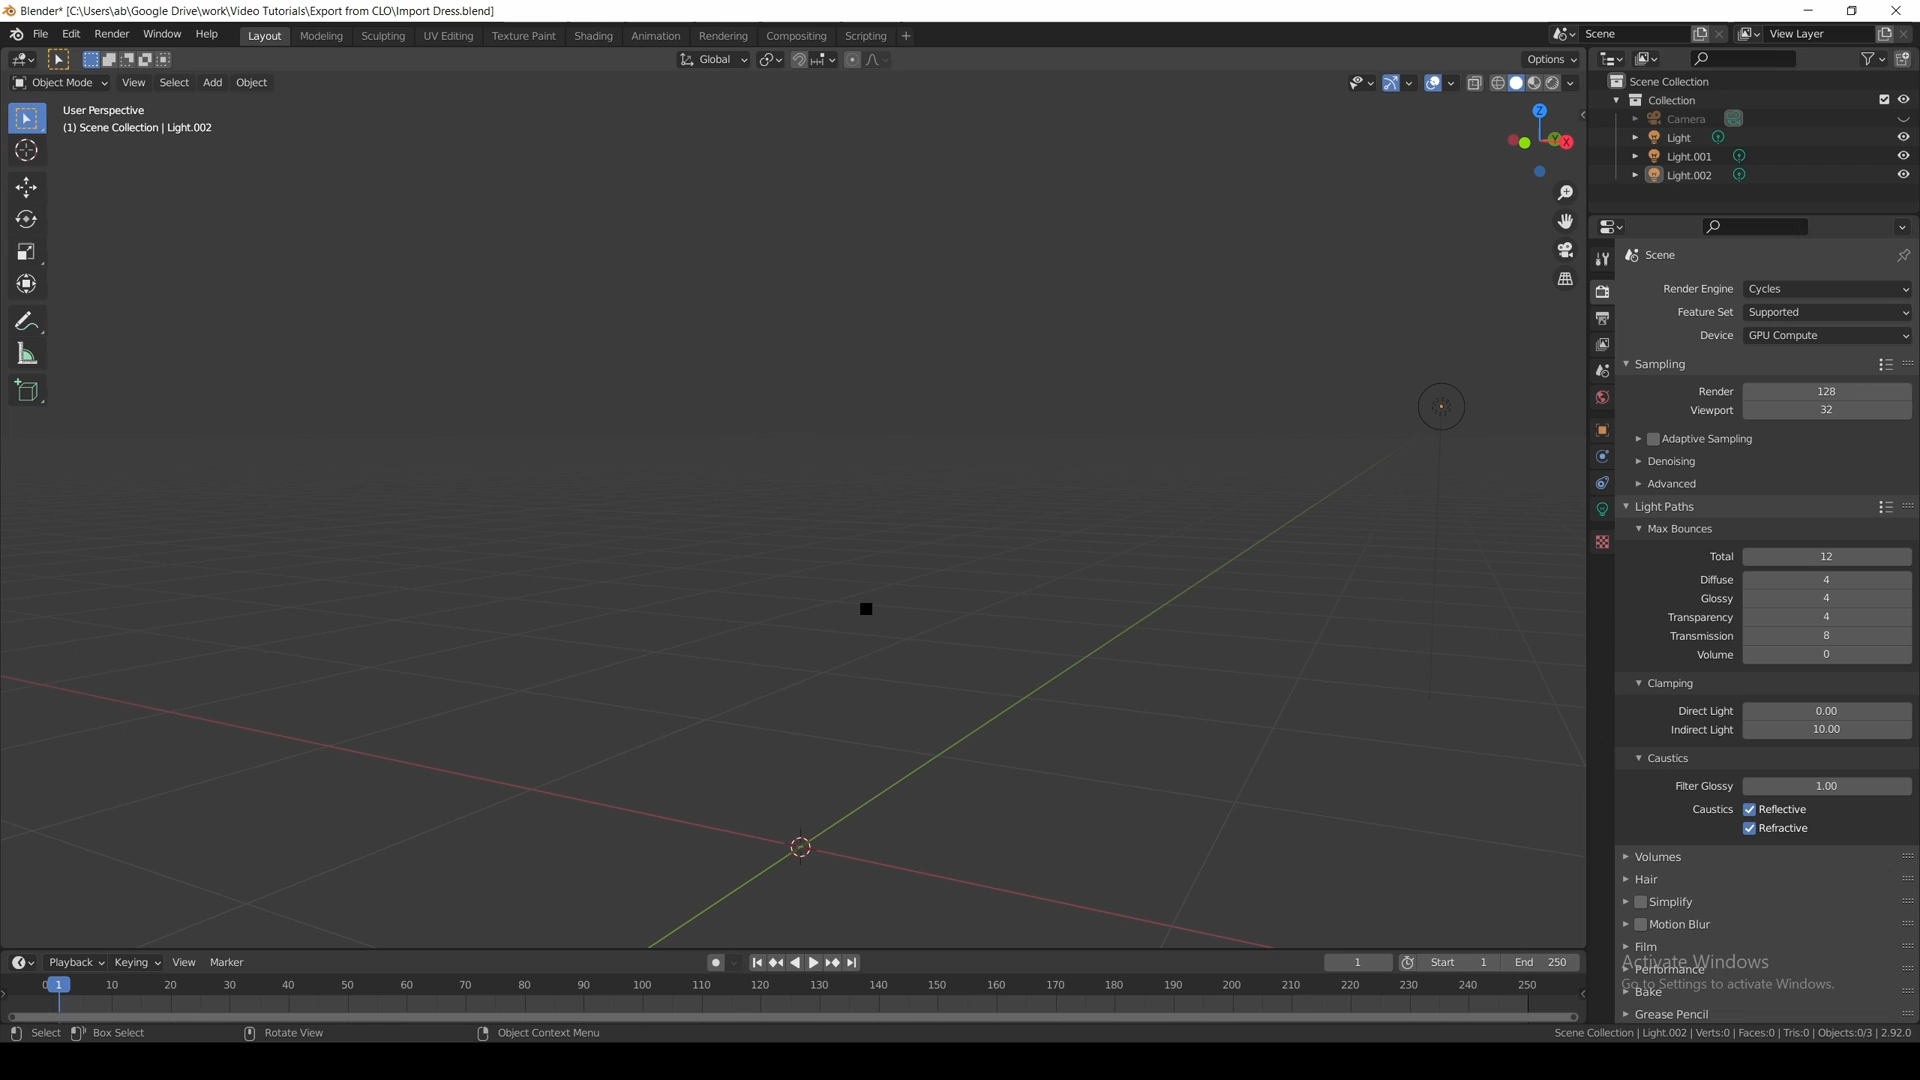 Blender* [C:\Users\ab\Google Drive\work\Video Tutorials\Export from CLO\Import Dress.blend]
File Edit Render Window Help Layout Modeling Sculpting UV Editing Texture Paint Shading Animation Rendering Compositing Scripting + Scene View Layer
Global Options
Object Mode View Select Add Object
User Perspective
(1) Scene Collection | Light.002
Z
Y
X
Scene Collection
Collection
Camera
Light
Light.001
Light.002
Scene
Render Engine Cycles
Feature Set Supported
Device GPU Compute
Sampling
Render 128
Viewport 32
Adaptive Sampling
Denoising
Advanced
Light Paths
Max Bounces
Total 12
Diffuse 4
Glossy 4
Transparency 4
Transmission 8
Volume 0
Clamping
Direct Light 0.00
Indirect Light 10.00
Caustics
Filter Glossy 1.00
Caustics Reflective
Refractive
Volumes
Hair
Simplify
Motion Blur
Film
Activate Windows
Performance
Go to Settings to activate Windows.
Bake
Grease Pencil
Playback Keying View Marker 1 Start 1 End 250
0 1 10 20 30 40 50 60 70 80 90 100 110 120 130 140 150 160 170 180 190 200 210 220 230 240 250
Select Box Select Rotate View Object Context Menu Scene Collection | Light.002 | Verts:0 | Faces:0 | Tris:0 | Objects:0/3 | 2.92.0